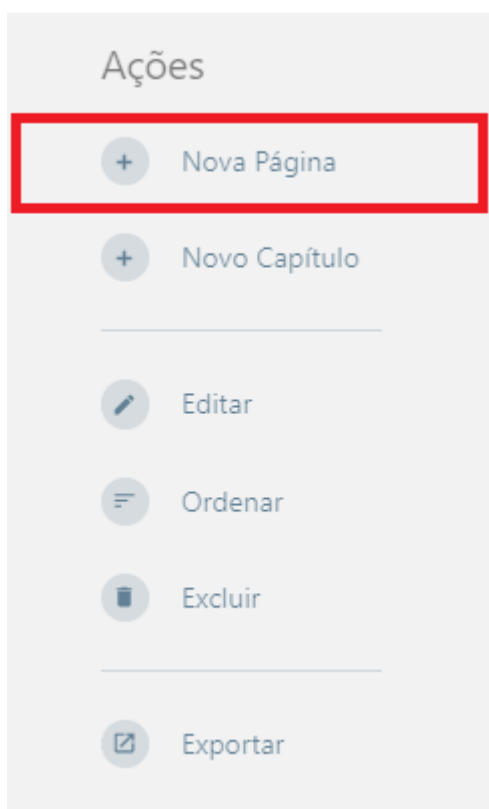 Ações
Nova Página
Novo Capítulo
Editar
Ordenar
Excluir
Exportar